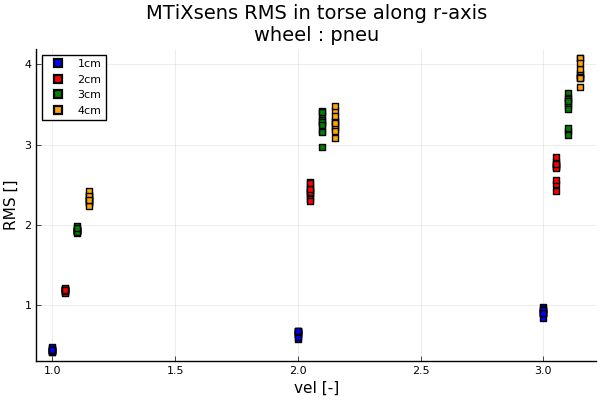 MTiXsens RMS in torse along r-axis
wheel : pneu
1cm
2cm
3cm
4cm
RMS []
4
3
2
1
1.0 1.5 2.0 2.5 3.0
vel [-]